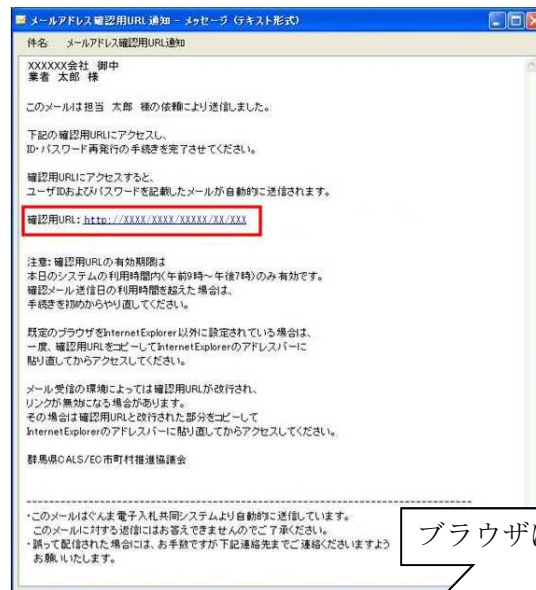 メールアドレス確認用URL通知 - メッセージ (テキスト形式)
件名 メールアドレス確認用URL通知
XXXXXX会社 御中
業者 太郎 様
このメールは担当 太郎 様の依頼により送信しました。
下記の確認用URLにアクセスし、
ID・パスワード再発行の手続きを完了させてください。
確認用URLにアクセスすると、
ユーザIDおよびパスワードを記載したメールが自動的に送信されます。
確認用URL: http://XXXX/XXXX/XXXXX/XX/XXX
注意:確認用URLの有効期限は
本日のシステムの利用時間内(午前9時～午後7時)のみ有効です。
確認メール送信日の利用時間を超えた場合は、
手続きを初めからやり直してください。
既定のブラウザをInternetExplorer以外に設定されている場合は、
一度、確認用URLをコピーしてInternetExplorerのアドレスバーに
貼り直してからアクセスしてください。
メール受信の環境によっては確認用URLが改行され、
リンクが無効になる場合があります。
その場合は確認用URLと改行された部分をコピーして
InternetExplorerのアドレスバーに貼り直してからアクセスしてください。
群馬県CALS/EC市町村推進協議会
・このメールはぐんま電子入札共同システムより自動的に送信しています。
このメールに対する返信にはお答えできませんのでご了承ください。
・誤って配信された場合には、お手数ですが下記連絡先までご連絡くださいますよう
お願いいたします。
ブラウザは